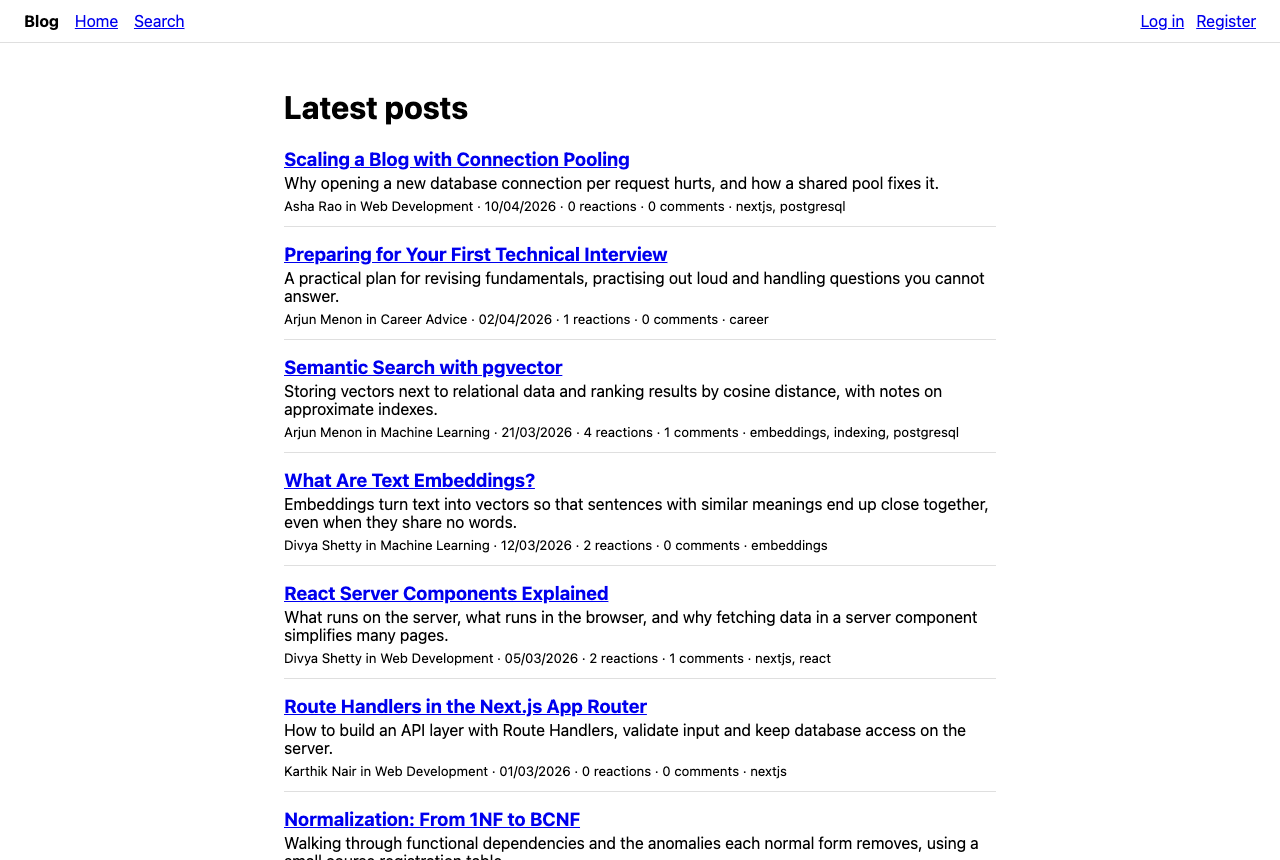 Blog Home Search Log in Register
Latest posts
Scaling a Blog with Connection Pooling
Why opening a new database connection per request hurts, and how a shared pool fixes it.
Asha Rao in Web Development · 10/04/2026 · 0 reactions · 0 comments · nextjs, postgresql
Preparing for Your First Technical Interview
A practical plan for revising fundamentals, practising out loud and handling questions you cannot
answer.
Arjun Menon in Career Advice · 02/04/2026 · 1 reactions · 0 comments · career
Semantic Search with pgvector
Storing vectors next to relational data and ranking results by cosine distance, with notes on
approximate indexes.
Arjun Menon in Machine Learning · 21/03/2026 · 4 reactions · 1 comments · embeddings, indexing, postgresql
What Are Text Embeddings?
Embeddings turn text into vectors so that sentences with similar meanings end up close together,
even when they share no words.
Divya Shetty in Machine Learning · 12/03/2026 · 2 reactions · 0 comments · embeddings
React Server Components Explained
What runs on the server, what runs in the browser, and why fetching data in a server component
simplifies many pages.
Divya Shetty in Web Development · 05/03/2026 · 2 reactions · 1 comments · nextjs, react
Route Handlers in the Next.js App Router
How to build an API layer with Route Handlers, validate input and keep database access on the
server.
Karthik Nair in Web Development · 01/03/2026 · 0 reactions · 0 comments · nextjs
Normalization: From 1NF to BCNF
Walking through functional dependencies and the anomalies each normal form removes, using a
small course registration table.